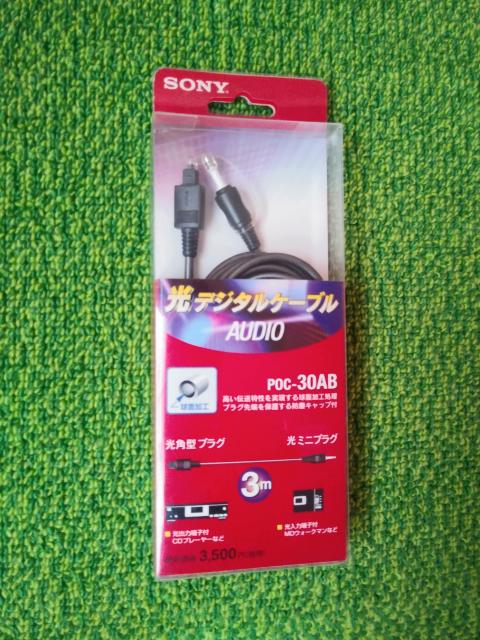 SONY
光デジタルケーブル
AUDIO
POC-30AB
高い伝送特性を実現する球面加工処理
プラグ先端を保護する防塵キャップ付
球面加工
光角型プラグ
光ミニプラグ
3m
光出力端子付
CDプレーヤーなど
光入力端子付
MDウォークマンなど
3,500円